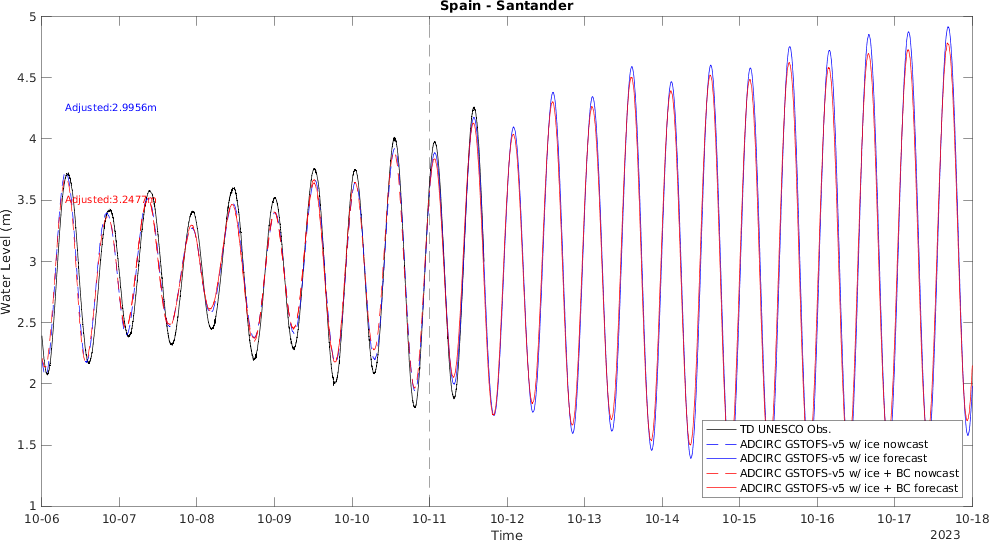 Spain - Santander
5
4.5
4
3.5
3
2.5
2
1.5
1
Water Level (m)
Adjusted:2.9956m
Adjusted:3.2477m
TD UNESCO Obs.
ADCIRC GSTOFS-v5 w/ ice nowcast
ADCIRC GSTOFS-v5 w/ ice forecast
ADCIRC GSTOFS-v5 w/ ice + BC nowcast
ADCIRC GSTOFS-v5 w/ ice + BC forecast
10-06 10-07 10-08 10-09 10-10 10-11 10-12 10-13 10-14 10-15 10-16 10-17 10-18
Time
2023